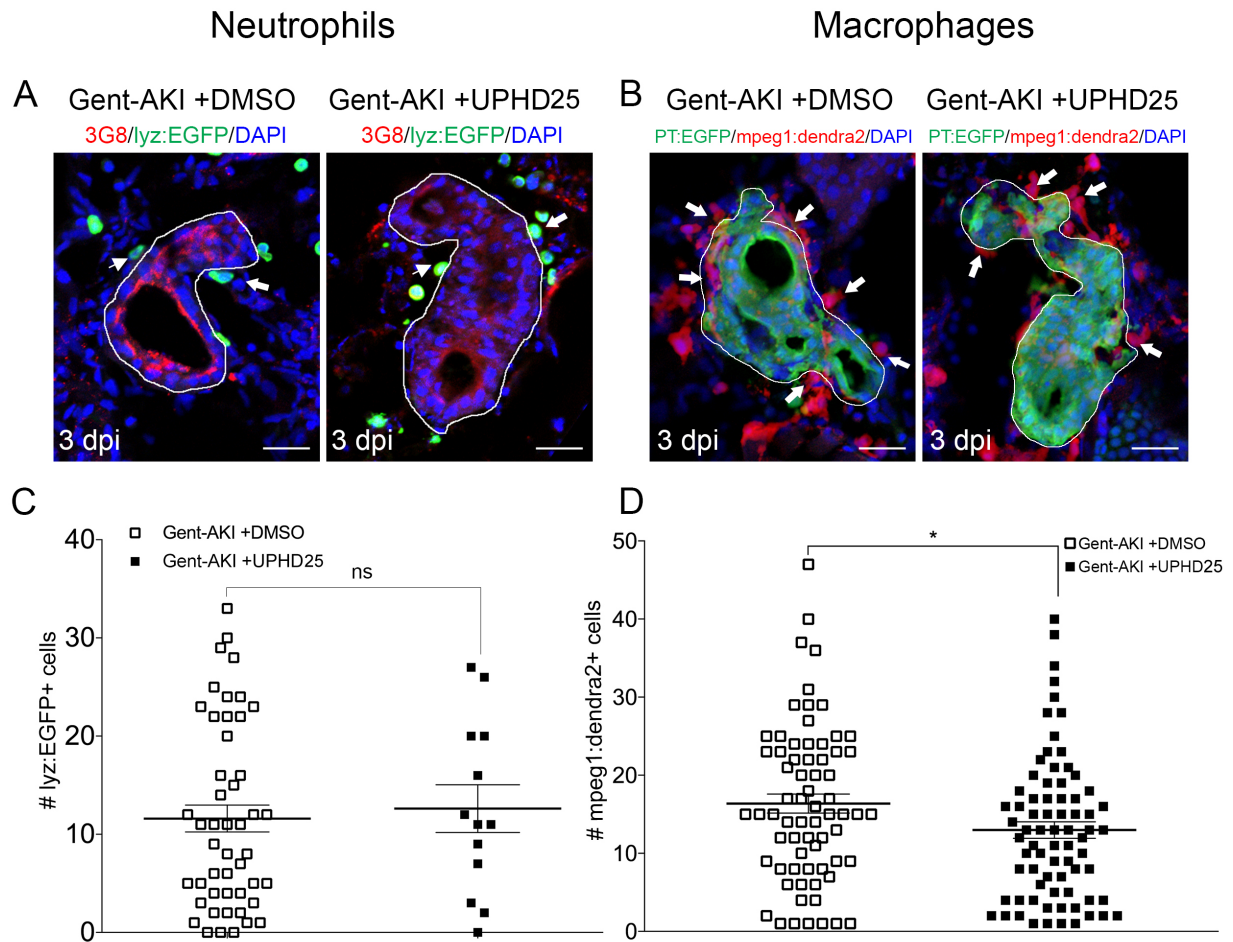 Neutrophils
Macrophages
A
Gent-AKI +DMSO
Gent-AKI +UPHD25
3G8/lyz:EGFP/DAPI
3G8/lyz:EGFP/DAPI
3 dpi
3 dpi
B
Gent-AKI +DMSO
Gent-AKI +UPHD25
PT:EGFP/mpeg1:dendra2/DAPI
PT:EGFP/mpeg1:dendra2/DAPI
3 dpi
3 dpi
C
Gent-AKI +DMSO
Gent-AKI +UPHD25
ns
# lyz:EGFP+ cells
40
30
20
10
0
D
Gent-AKI +DMSO
Gent-AKI +UPHD25
*
# mpeg1:dendra2+ cells
50
40
30
20
10
0